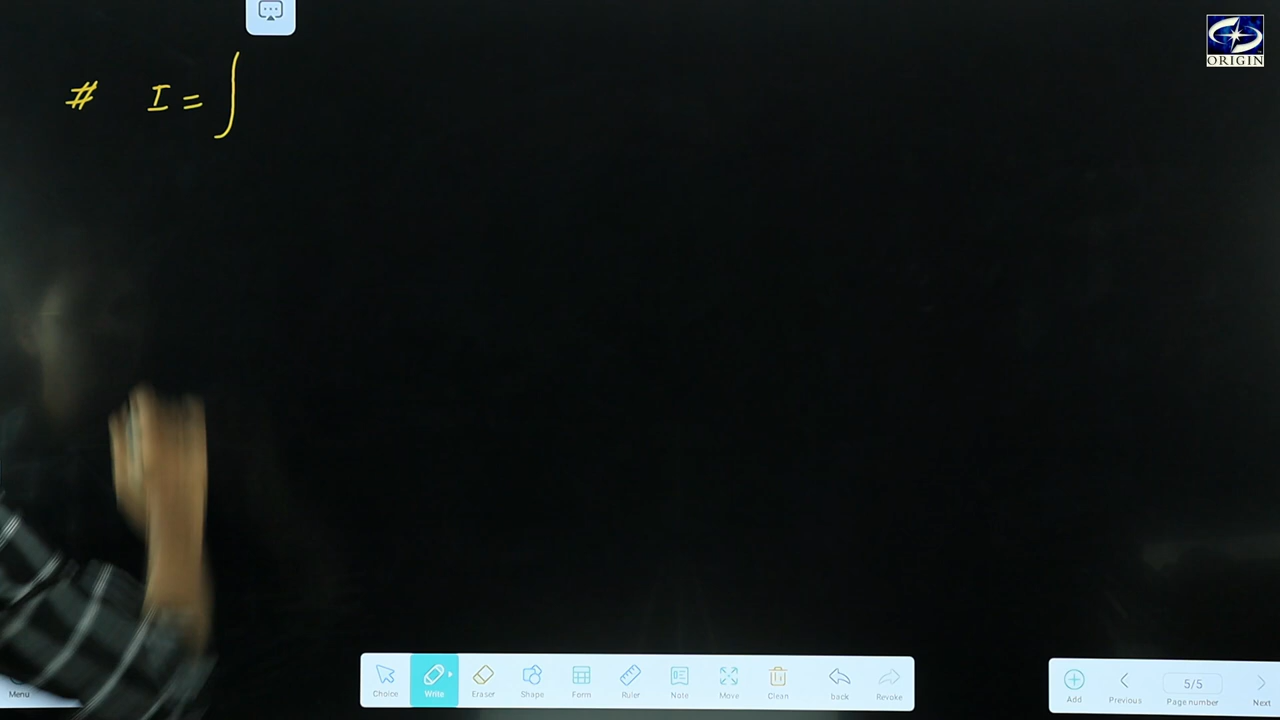 ORIGIN
# I = ∫
Menu
Choice
Write
Eraser
Shape
Form
Ruler
Note
Move
Clean
back
Revoke
Add
Previous
5/5
Page number
Next